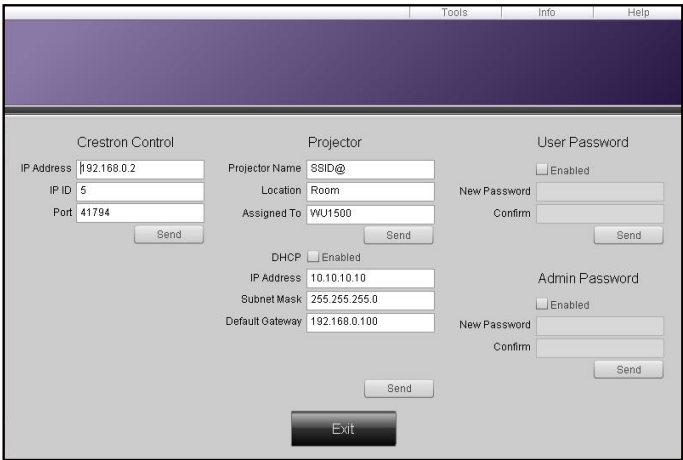 Tools Info Help
Crestron Control
IP Address 192.168.0.2
IP ID 5
Port 41794
Send
Projector
Projector Name SSID@
Location Room
Assigned To WU1500
Send
DHCP Enabled
IP Address 10.10.10.10
Subnet Mask 255.255.255.0
Default Gateway 192.168.0.100
Send
User Password
Enabled
New Password
Confirm
Send
Admin Password
Enabled
New Password
Confirm
Send
Exit